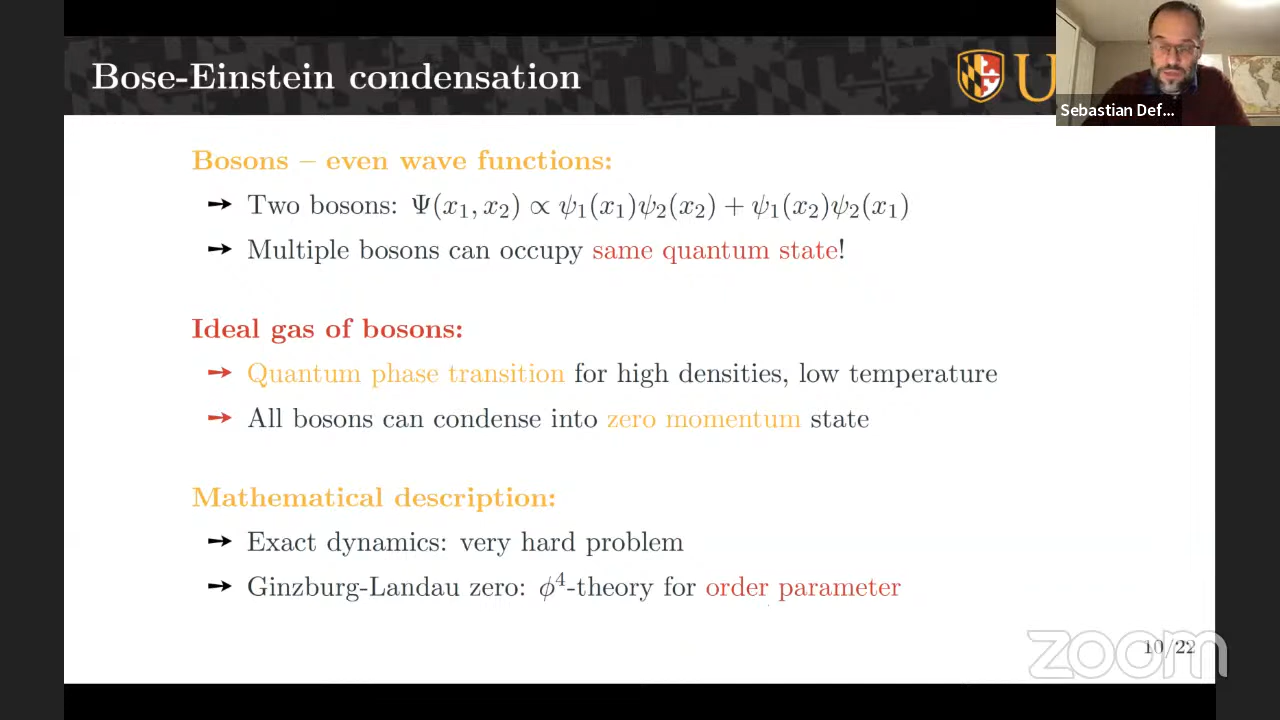 Bose-Einstein condensation
U
Sebastian Def...
Bosons – even wave functions:
→ Two bosons: Ψ(x₁, x₂) ∝ ψ₁(x₁)ψ₂(x₂) + ψ₁(x₂)ψ₂(x₁)
→ Multiple bosons can occupy same quantum state!
Ideal gas of bosons:
→ Quantum phase transition for high densities, low temperature
→ All bosons can condense into zero momentum state
Mathematical description:
→ Exact dynamics: very hard problem
→ Ginzburg-Landau zero: ϕ⁴-theory for order parameter
zoom
10/22